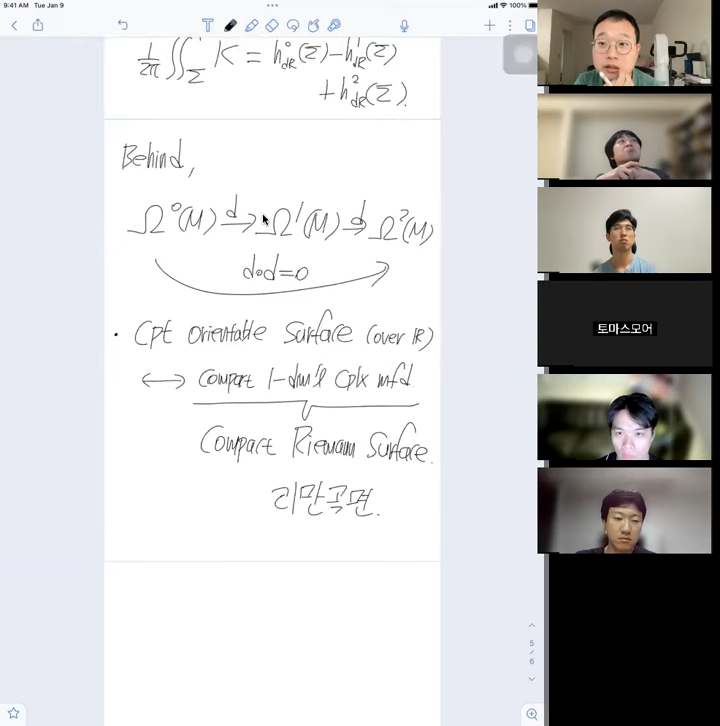 9:41 AM Tue Jan 9
100%
1/2π ∬_Σ K = h⁰_dR(Σ) – h¹_dR(Σ)
+ h²_dR(Σ).
Behind,
Ω⁰(M) →d Ω¹(M) →d Ω²(M)
d∘d=0
· Cpt Orientable Surface (over ℝ)
↔ Compact 1-dim'l Cplx mfd
Compact Riemann Surface.
리만곡면.
5
/
6
토마스모어